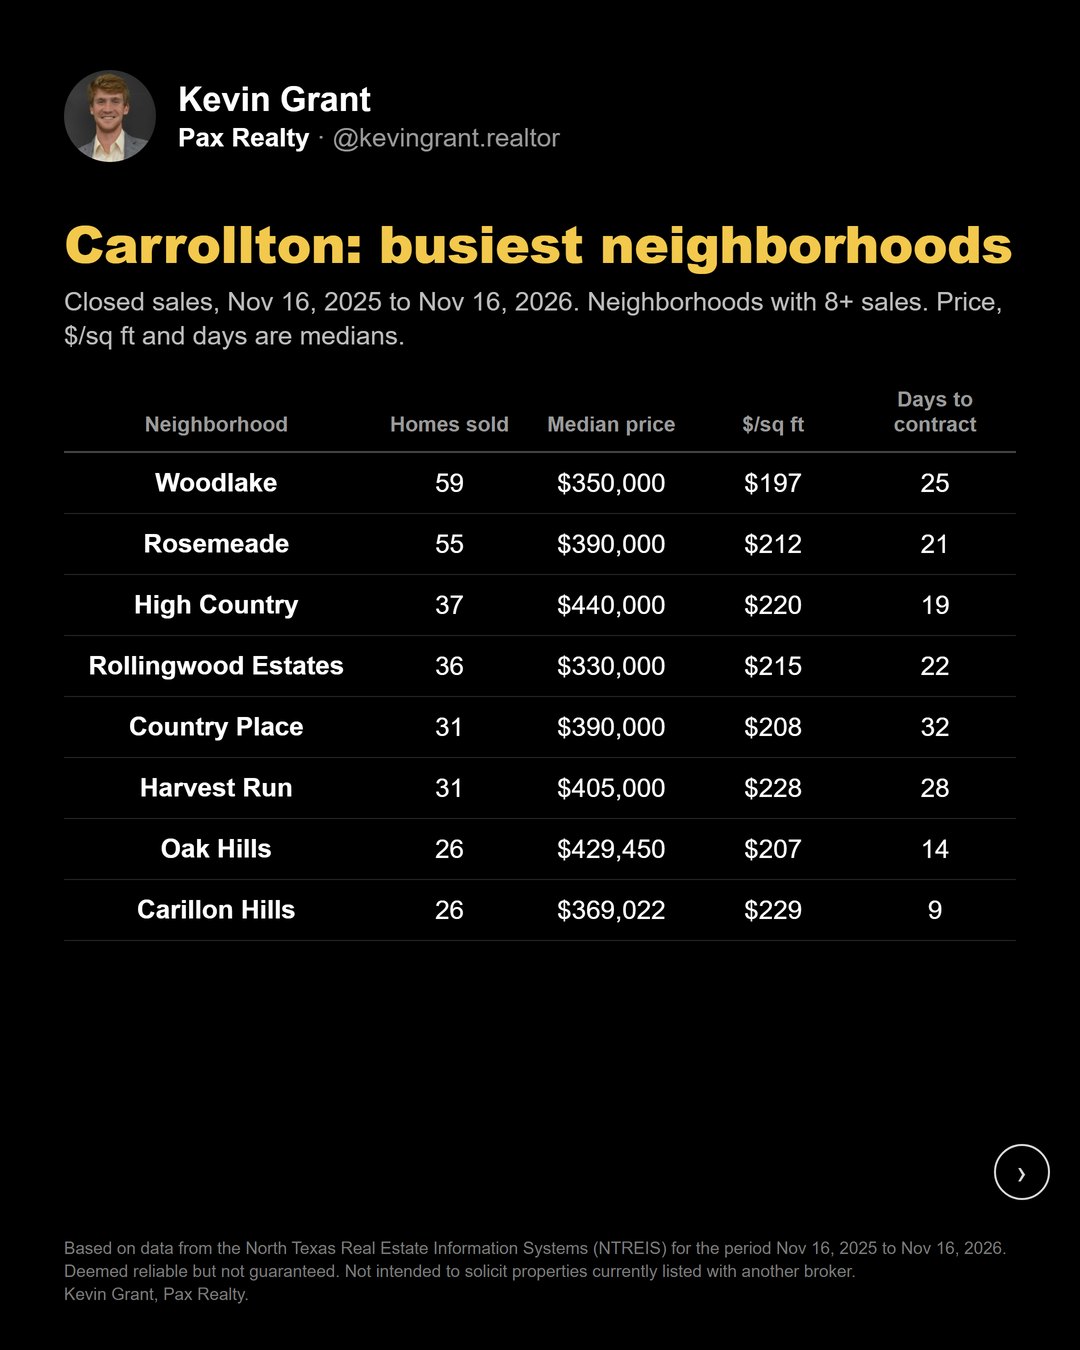 Kevin Grant
Pax Realty · @kevingrant.realtor
Carrollton: busiest neighborhoods
Closed sales, Nov 16, 2025 to Nov 16, 2026. Neighborhoods with 8+ sales. Price,
$/sq ft and days are medians.
Neighborhood Homes sold Median price $/sq ft Days to contract
Woodlake 59 $350,000 $197 25
Rosemeade 55 $390,000 $212 21
High Country 37 $440,000 $220 19
Rollingwood Estates 36 $330,000 $215 22
Country Place 31 $390,000 $208 32
Harvest Run 31 $405,000 $228 28
Oak Hills 26 $429,450 $207 14
Carillon Hills 26 $369,022 $229 9
›
Based on data from the North Texas Real Estate Information Systems (NTREIS) for the period Nov 16, 2025 to Nov 16, 2026.
Deemed reliable but not guaranteed. Not intended to solicit properties currently listed with another broker.
Kevin Grant, Pax Realty.